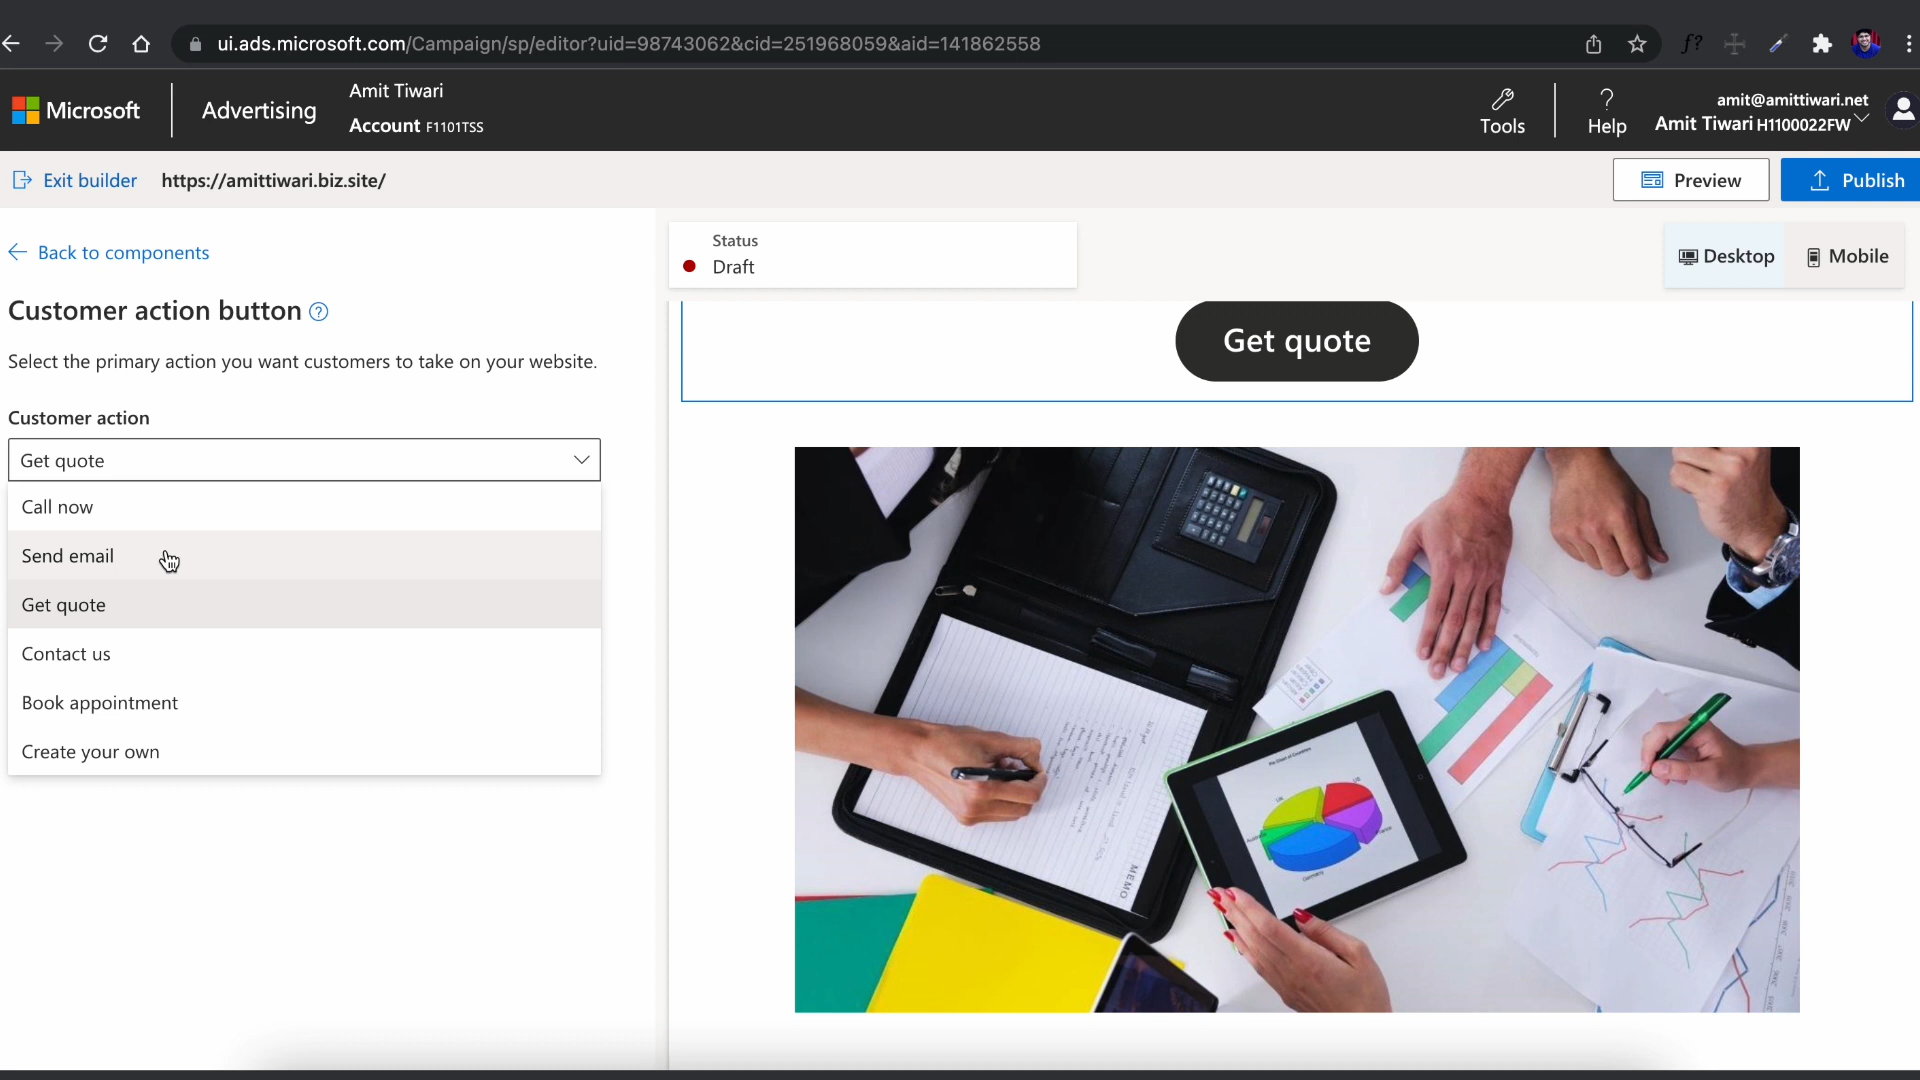 ui.ads.microsoft.com/Campaign/sp/editor?uid=98743062&cid=251968059&aid=141862558
f?
Microsoft
Advertising
Amit Tiwari
Account F1101TSS
Tools
?
Help
amit@amittiwari.net
Amit Tiwari H1100022FW
Exit builder
https://amittiwari.biz.site/
Preview
Publish
Back to components
Status
Draft
Desktop
Mobile
Customer action button ?
Select the primary action you want customers to take on your website.
Customer action
Get quote
Call now
Send email
Get quote
Contact us
Book appointment
Create your own
Get quote
MEMO
Germany